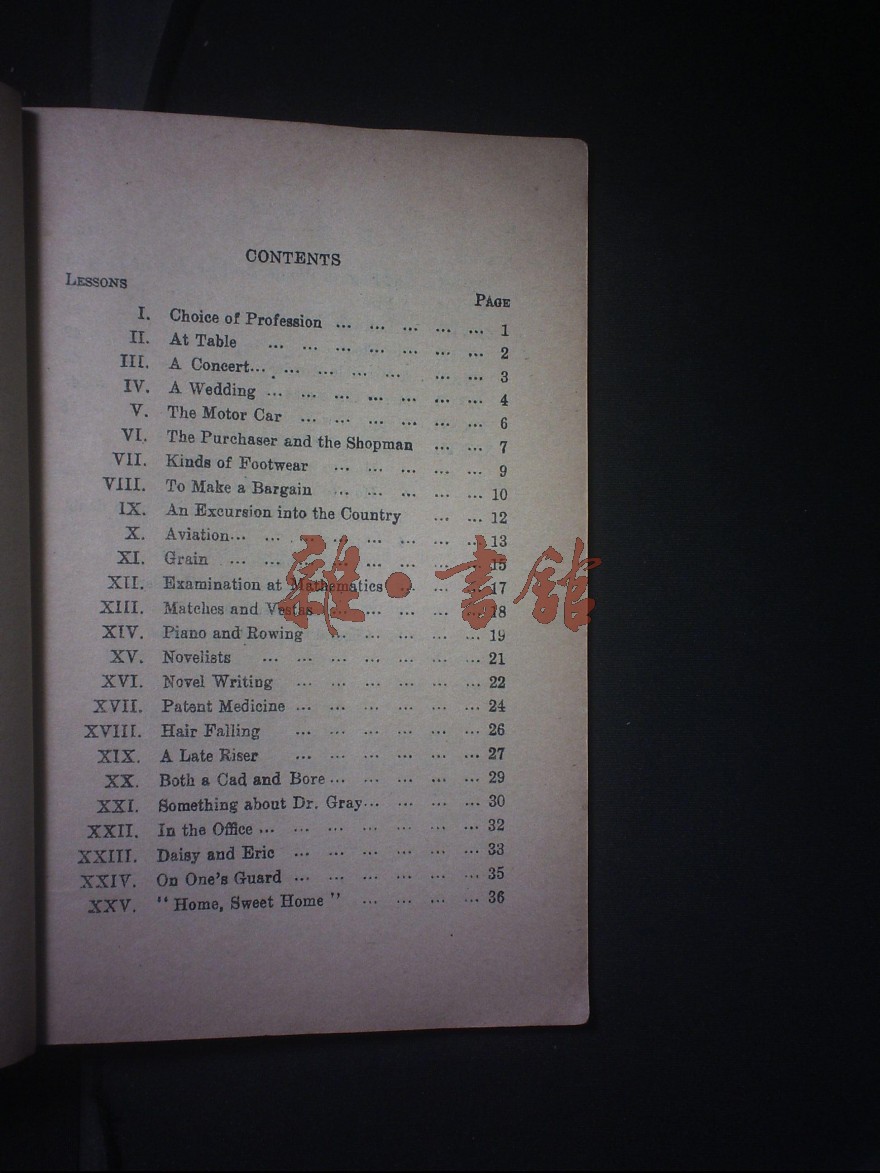 CONTENTS
LESSONS
PAGE
I. Choice of Profession ... ... ... ... ... 1
II. At Table ... ... ... ... ... ... ... 2
III. A Concert... ... ... ... ... ... ... 3
IV. A Wedding ... ... ... ... ... ... ... 4
V. The Motor Car ... ... ... ... ... ... 6
VI. The Purchaser and the Shopman ... ... 7
VII. Kinds of Footwear ... ... ... ... ... 9
VIII. To Make a Bargain ... ... ... ... ... 10
IX. An Excursion into the Country ... ... 12
X. Aviation... ... ... ... ... ... ... ... 13
XI. Grain ... ... ... ... ... ... ... ... 15
XII. Examination at Mathematics ... ... ... 17
XIII. Matches and Vestas ... ... ... ... ... 18
XIV. Piano and Rowing ... ... ... ... ... 19
XV. Novelists ... ... ... ... ... ... ... 21
XVI. Novel Writing ... ... ... ... ... ... 22
XVII. Patent Medicine ... ... ... ... ... ... 24
XVIII. Hair Falling ... ... ... ... ... ... 26
XIX. A Late Riser ... ... ... ... ... ... 27
XX. Both a Cad and Bore ... ... ... ... ... 29
XXI. Something about Dr. Gray... ... ... ... 30
XXII. In the Office ... ... ... ... ... ... ... 32
XXIII. Daisy and Eric ... ... ... ... ... ... 33
XXIV. On One's Guard ... ... ... ... ... ... 35
XXV. "Home, Sweet Home" ... ... ... ... 36
雜·書館